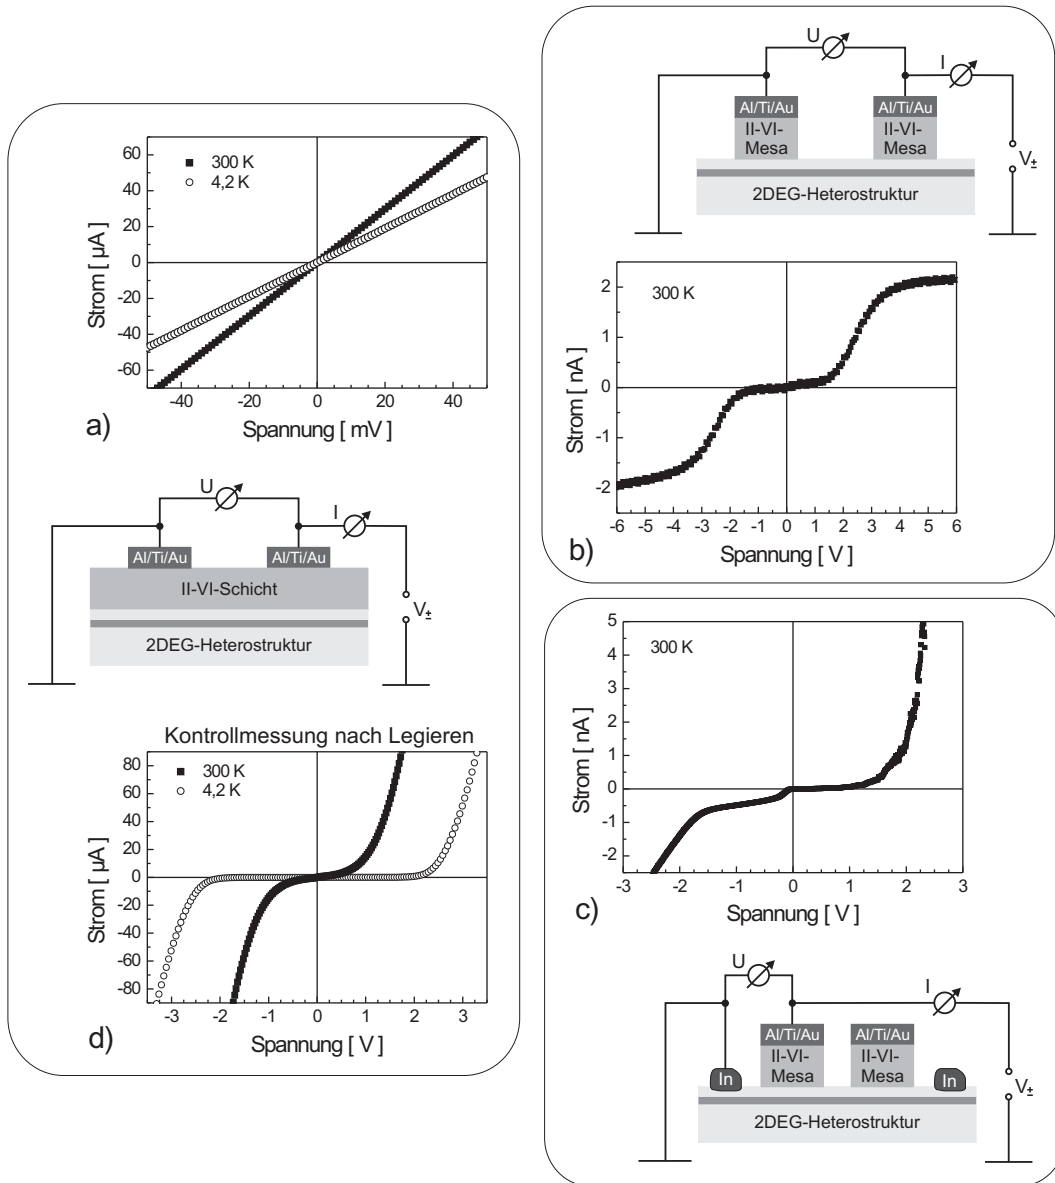 60
40
20
0
-20
-40
-60
300 K
4,2 K
Strom [ µA ]
-40 -20 0 20 40
Spannung [ mV ]
a)
U
I
Al/Ti/Au Al/Ti/Au
II-VI-Schicht
2DEG-Heterostruktur
V±
Kontrollmessung nach Legieren
80
60
40
20
0
-20
-40
-60
-80
300 K
4,2 K
Strom [ µA ]
-3 -2 -1 0 1 2 3
Spannung [ V ]
d)
U
I
Al/Ti/Au Al/Ti/Au
II-VI- II-VI-
Mesa Mesa
2DEG-Heterostruktur
V±
2
1
0
-1
-2
300 K
Strom [ nA ]
-6 -5 -4 -3 -2 -1 0 1 2 3 4 5 6
Spannung [ V ]
b)
5
4
3
2
1
0
-1
-2
300 K
Strom [ nA ]
-3 -2 -1 0 1 2 3
Spannung [ V ]
c)
U
I
Al/Ti/Au Al/Ti/Au
II-VI- II-VI-
Mesa Mesa
In In
2DEG-Heterostruktur
V±